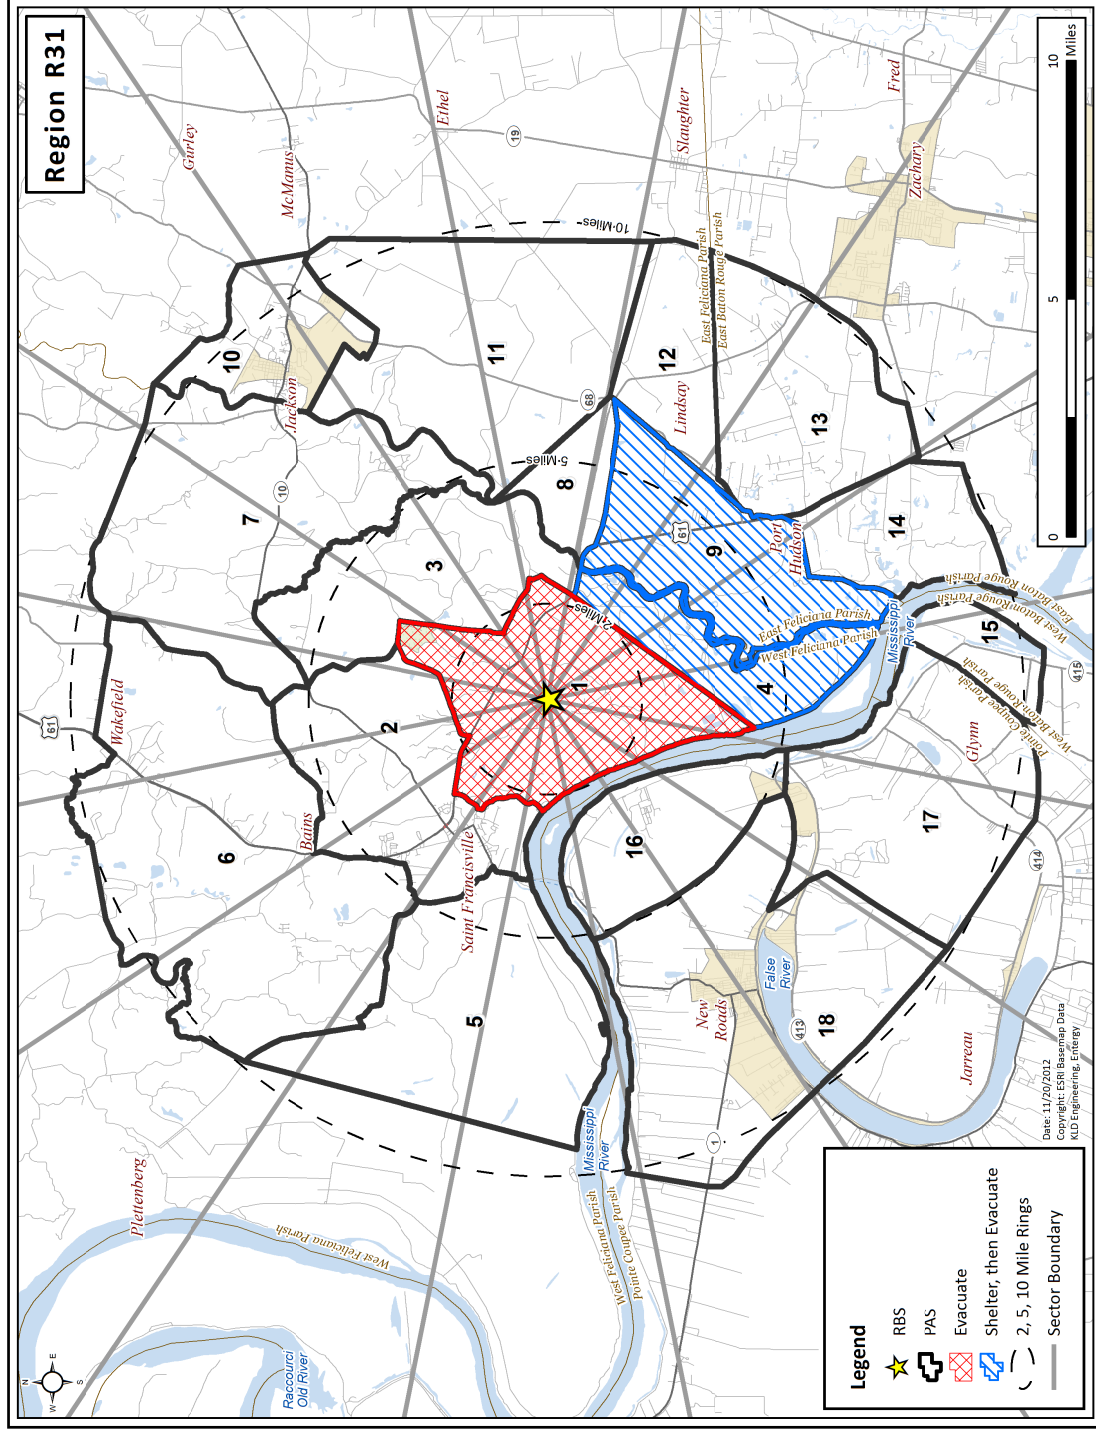 Region R31
Gurley
McManus
Ethel
19
Slaughter
Fred
Zachary
10 Miles
East Feliciana Parish
East Baton Rouge Parish
10
Jackson
11
68
12
Lindsay
13
5 Miles
8
7
10
3
61
9
Port
Hudson
14
2 Miles
1
4
East Feliciana Parish
West Feliciana Parish
Mississippi
River
East Baton Rouge Parish
West Baton Rouge Parish
15
West Baton Rouge Parish
Pointe Coupee Parish
415
61
Wakefield
2
Bains
6
Saint Francisville
16
Glynn
17
414
5
New
Roads
False
River
413
18
Jarreau
1
Mississippi
River
West Feliciana Parish
Pointe Coupee Parish
Plettenberg
West Feliciana Parish
Raccourci
Old River
N
E
S
W
0
5
10
Miles
Date: 11/20/2012
Copyright: ESRI Basemap Data
KLD Engineering, Entergy
Legend
RBS
PAS
Evacuate
Shelter, then Evacuate
2, 5, 10 Mile Rings
Sector Boundary